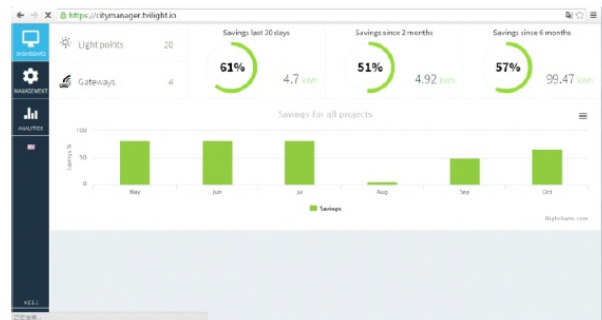 https://citymanager.tvilight.io
DASHBOARD
MANAGEMENT
ANALYTICS
Light points 20
Gateways 4
Savings last 30 days
61%
4.7 kWh
Savings since 2 months
51%
4.92 kWh
Savings since 6 months
57%
99.47 kWh
Savings for all projects
Savings %
100
50
0
May Jun Jul Aug Sep Oct
Savings
Highcharts.com